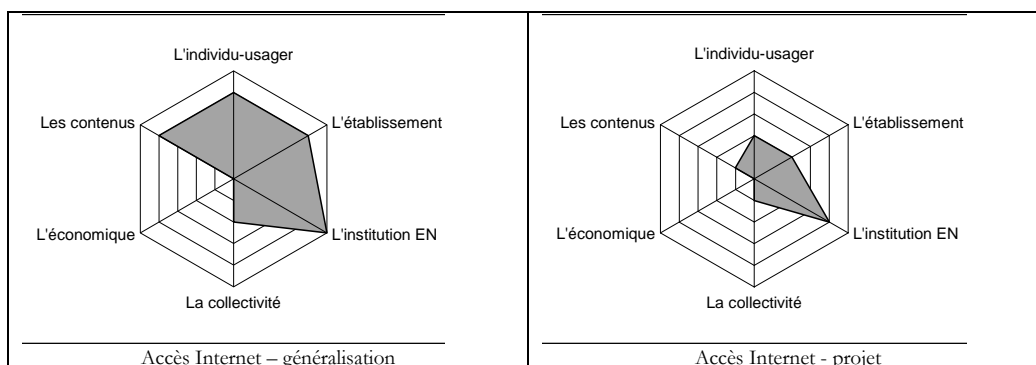 L'individu-usager
Les contenus
L'établissement
L'économique
L'institution EN
La collectivité
Accès Internet – généralisation
L'individu-usager
Les contenus
L'établissement
L'économique
L'institution EN
La collectivité
Accès Internet - projet